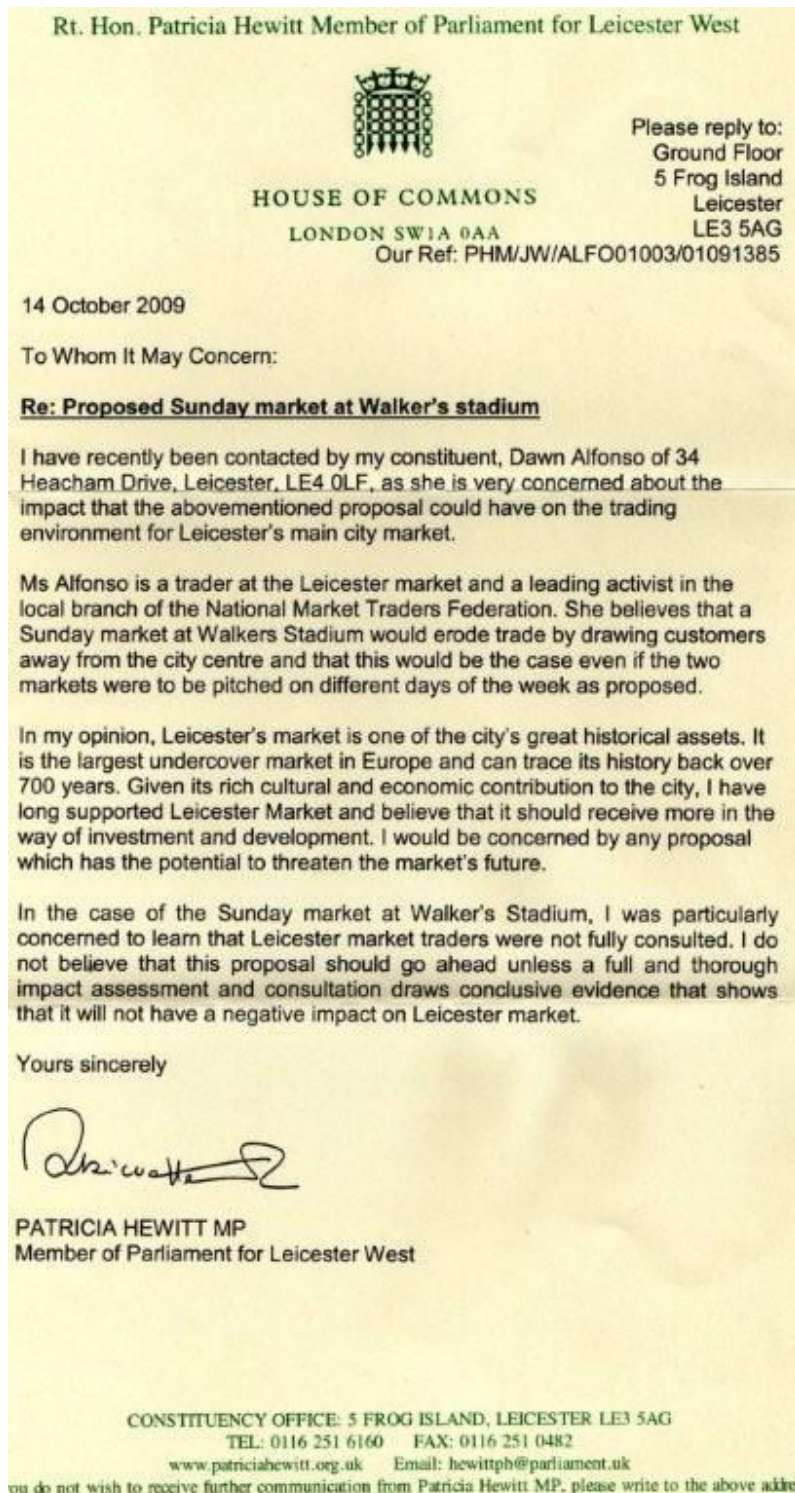 Rt. Hon. Patricia Hewitt Member of Parliament for Leicester West
HOUSE OF COMMONS
LONDON SW1A 0AA
Please reply to:
Ground Floor
5 Frog Island
Leicester
LE3 5AG
Our Ref: PHM/JW/ALFO01003/01091385
14 October 2009
To Whom It May Concern:
Re: Proposed Sunday market at Walker's stadium
I have recently been contacted by my constituent, Dawn Alfonso of 34
Heacham Drive, Leicester, LE4 0LF, as she is very concerned about the
impact that the abovementioned proposal could have on the trading
environment for Leicester's main city market.
Ms Alfonso is a trader at the Leicester market and a leading activist in the
local branch of the National Market Traders Federation. She believes that a
Sunday market at Walkers Stadium would erode trade by drawing customers
away from the city centre and that this would be the case even if the two
markets were to be pitched on different days of the week as proposed.
In my opinion, Leicester's market is one of the city's great historical assets. It
is the largest undercover market in Europe and can trace its history back over
700 years. Given its rich cultural and economic contribution to the city, I have
long supported Leicester Market and believe that it should receive more in the
way of investment and development. I would be concerned by any proposal
which has the potential to threaten the market's future.
In the case of the Sunday market at Walker's Stadium, I was particularly
concerned to learn that Leicester market traders were not fully consulted. I do
not believe that this proposal should go ahead unless a full and thorough
impact assessment and consultation draws conclusive evidence that shows
that it will not have a negative impact on Leicester market.
Yours sincerely
PATRICIA HEWITT MP
Member of Parliament for Leicester West
CONSTITUENCY OFFICE: 5 FROG ISLAND, LEICESTER LE3 5AG
TEL: 0116 251 6160 FAX: 0116 251 0482
www.patriciahewitt.org.uk Email: hewittph@parliament.uk
you do not wish to receive further communication from Patricia Hewitt MP, please write to the above